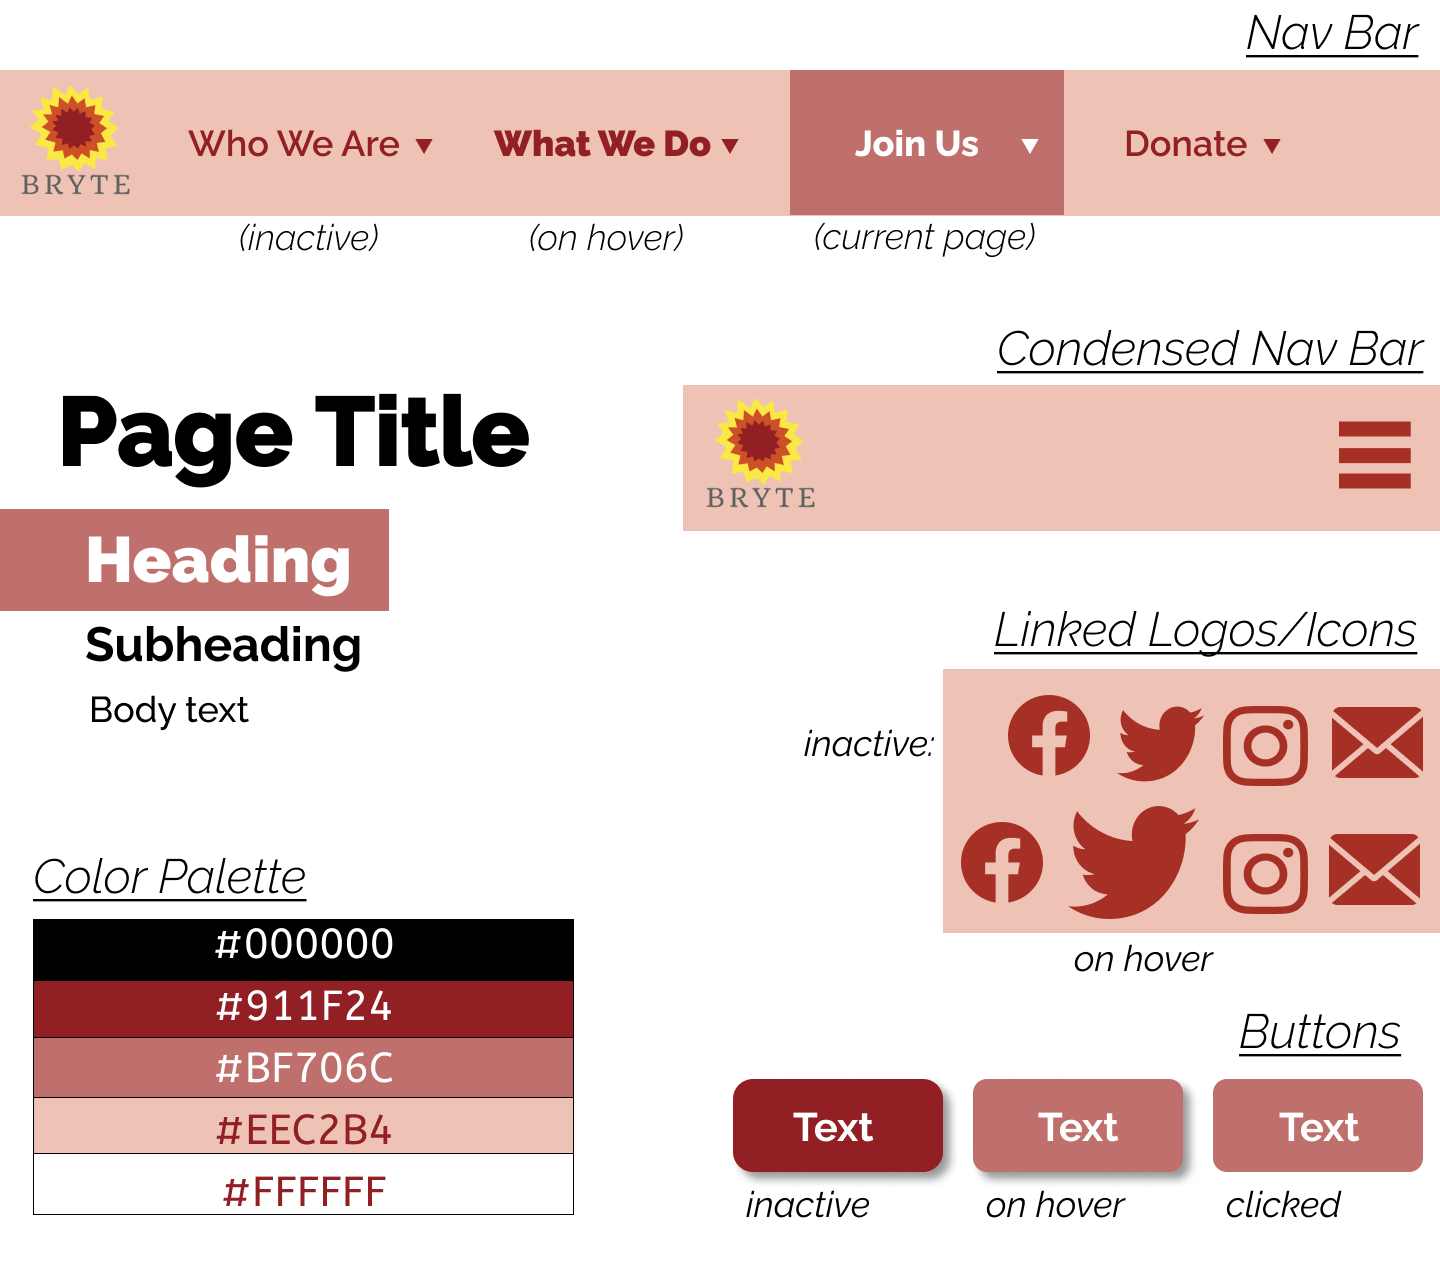 Nav Bar
BRYTE
Who We Are ▼ What We Do ▼ Join Us ▼ Donate ▼
(inactive) (on hover) (current page)
Condensed Nav Bar
BRYTE
Page Title
Heading
Subheading
Body text
Linked Logos/Icons
inactive:
on hover
Color Palette
#000000
#911F24
#BF706C
#EEC2B4
#FFFFFF
Buttons
Text Text Text
inactive on hover clicked